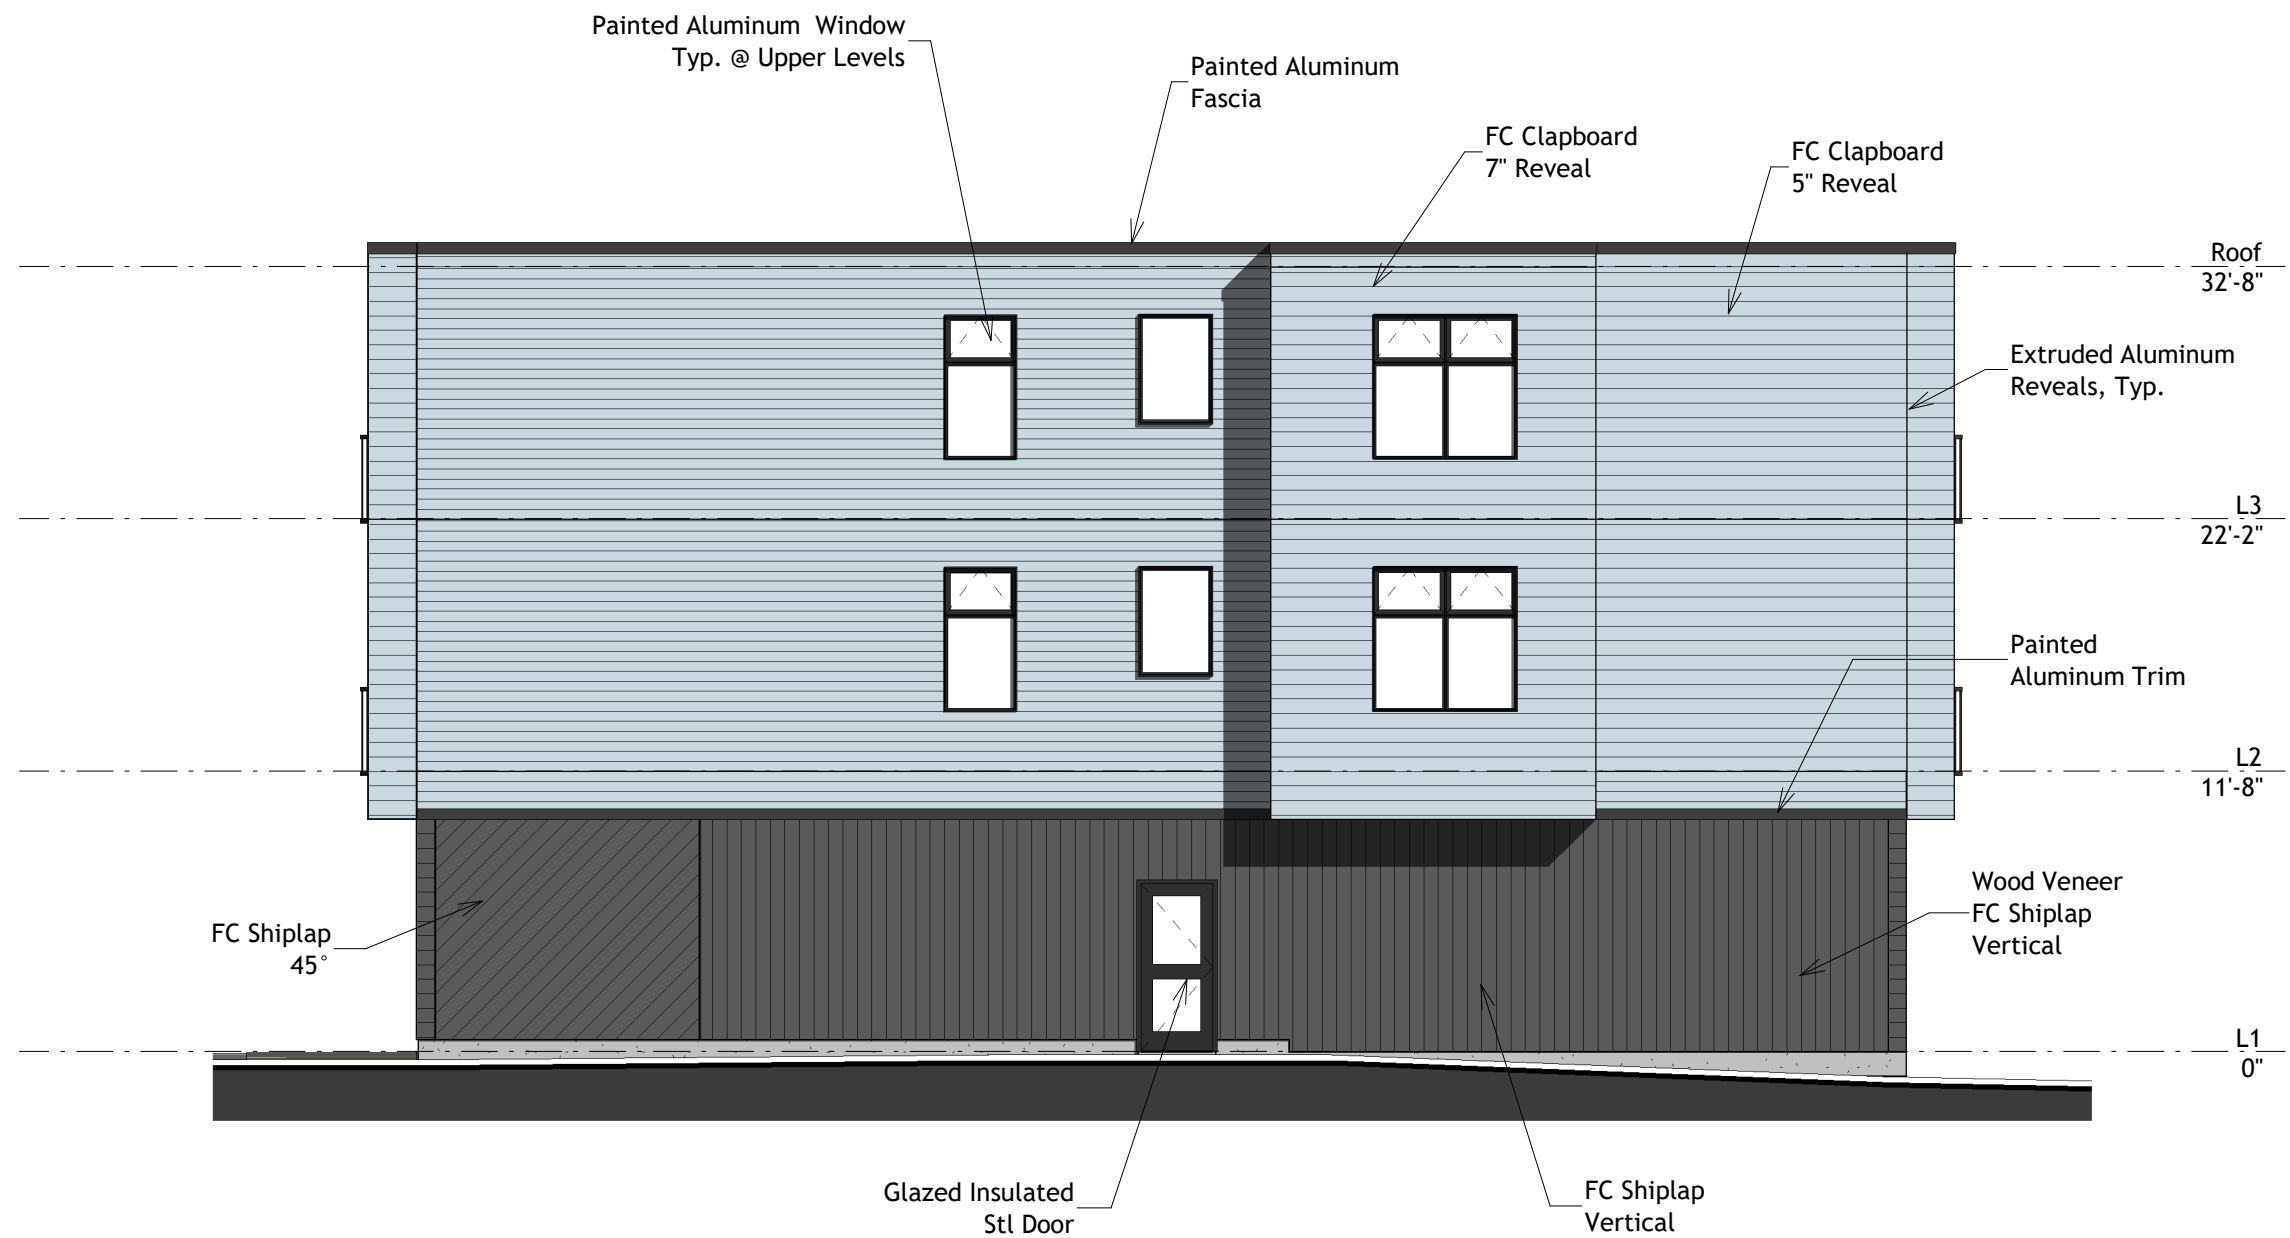 Painted Aluminum  Window
Typ. @ Upper Levels
Painted Aluminum
Fascia
FC Clapboard
7" Reveal
FC Clapboard
5" Reveal
Roof
32'-8"
Extruded Aluminum
Reveals, Typ.
L3
22'-2"
Painted
Aluminum Trim
L2
11'-8"
Wood Veneer
FC Shiplap
Vertical
FC Shiplap
45°
L1
0"
Glazed Insulated
Stl Door
FC Shiplap
Vertical